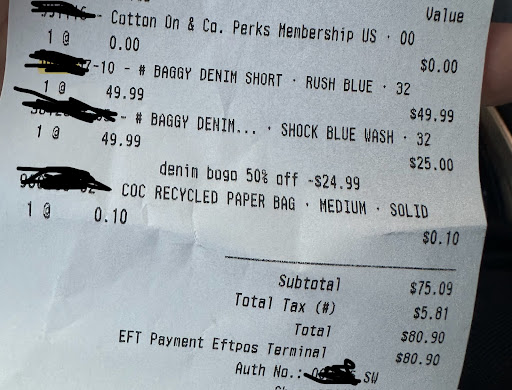 Value
- Cotton On & Co. Perks Membership US · 00
1 @ 0.00 $0.00
7-10 - # BAGGY DENIM SHORT · RUSH BLUE · 32
1 @ 49.99 $49.99
- # BAGGY DENIM... · SHOCK BLUE WASH · 32
1 @ 49.99 $25.00
denim bogo 50% off -$24.99
COC RECYCLED PAPER BAG · MEDIUM · SOLID
1 @ 0.10 $0.10
Subtotal $75.09
Total Tax (#) $5.81
Total $80.90
EFT Payment Eftpos Terminal $80.90
Auth No.: SW